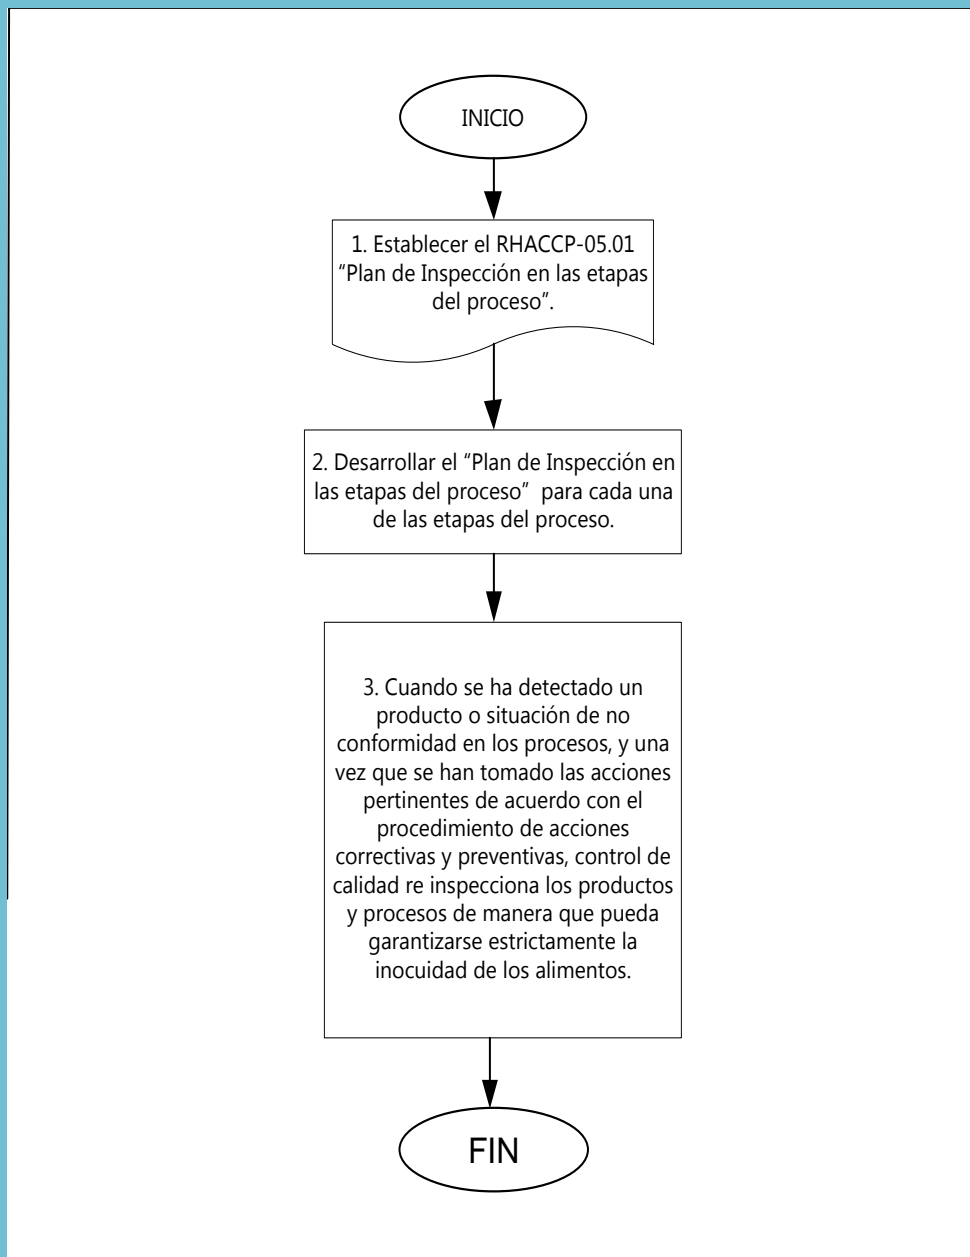 INICIO
1. Establecer el RHACCP-05.01
“Plan de Inspección en las etapas
del proceso”.
2. Desarrollar el “Plan de Inspección en
las etapas del proceso”  para cada una
de las etapas del proceso.
3. Cuando se ha detectado un
producto o situación de no
conformidad en los procesos, y una
vez que se han tomado las acciones
pertinentes de acuerdo con el
procedimiento de acciones
correctivas y preventivas, control de
calidad re inspecciona los productos
y procesos de manera que pueda
garantizarse estrictamente la
inocuidad de los alimentos.
FIN